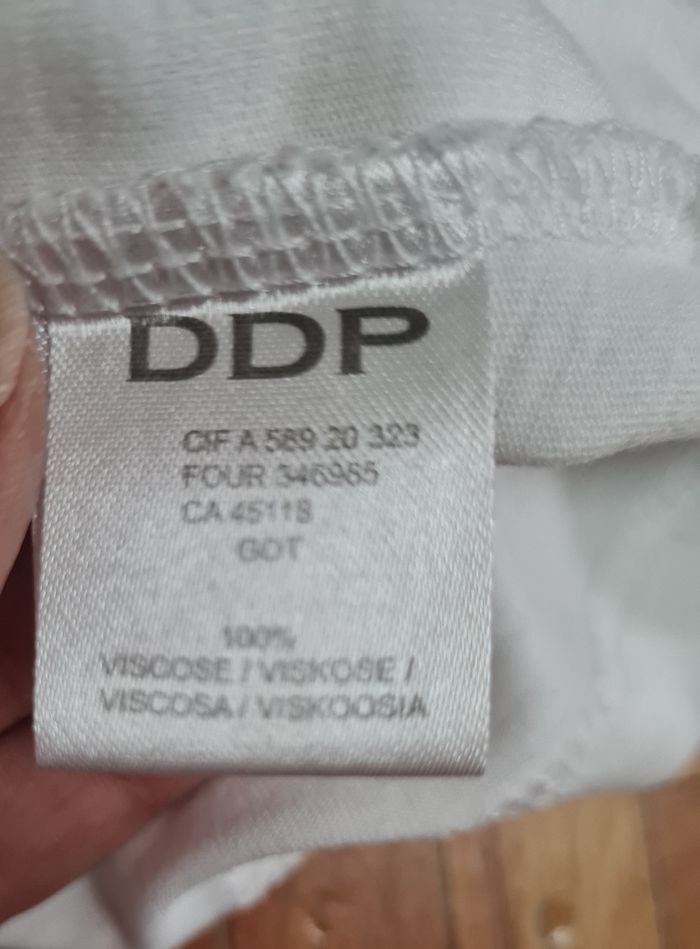 DDP
CIF A 589 20 323
FOUR 346965
CA 45118
GOT
100%
VISCOSE / VISKOSE /
VISCOSA / VISKOOSIA